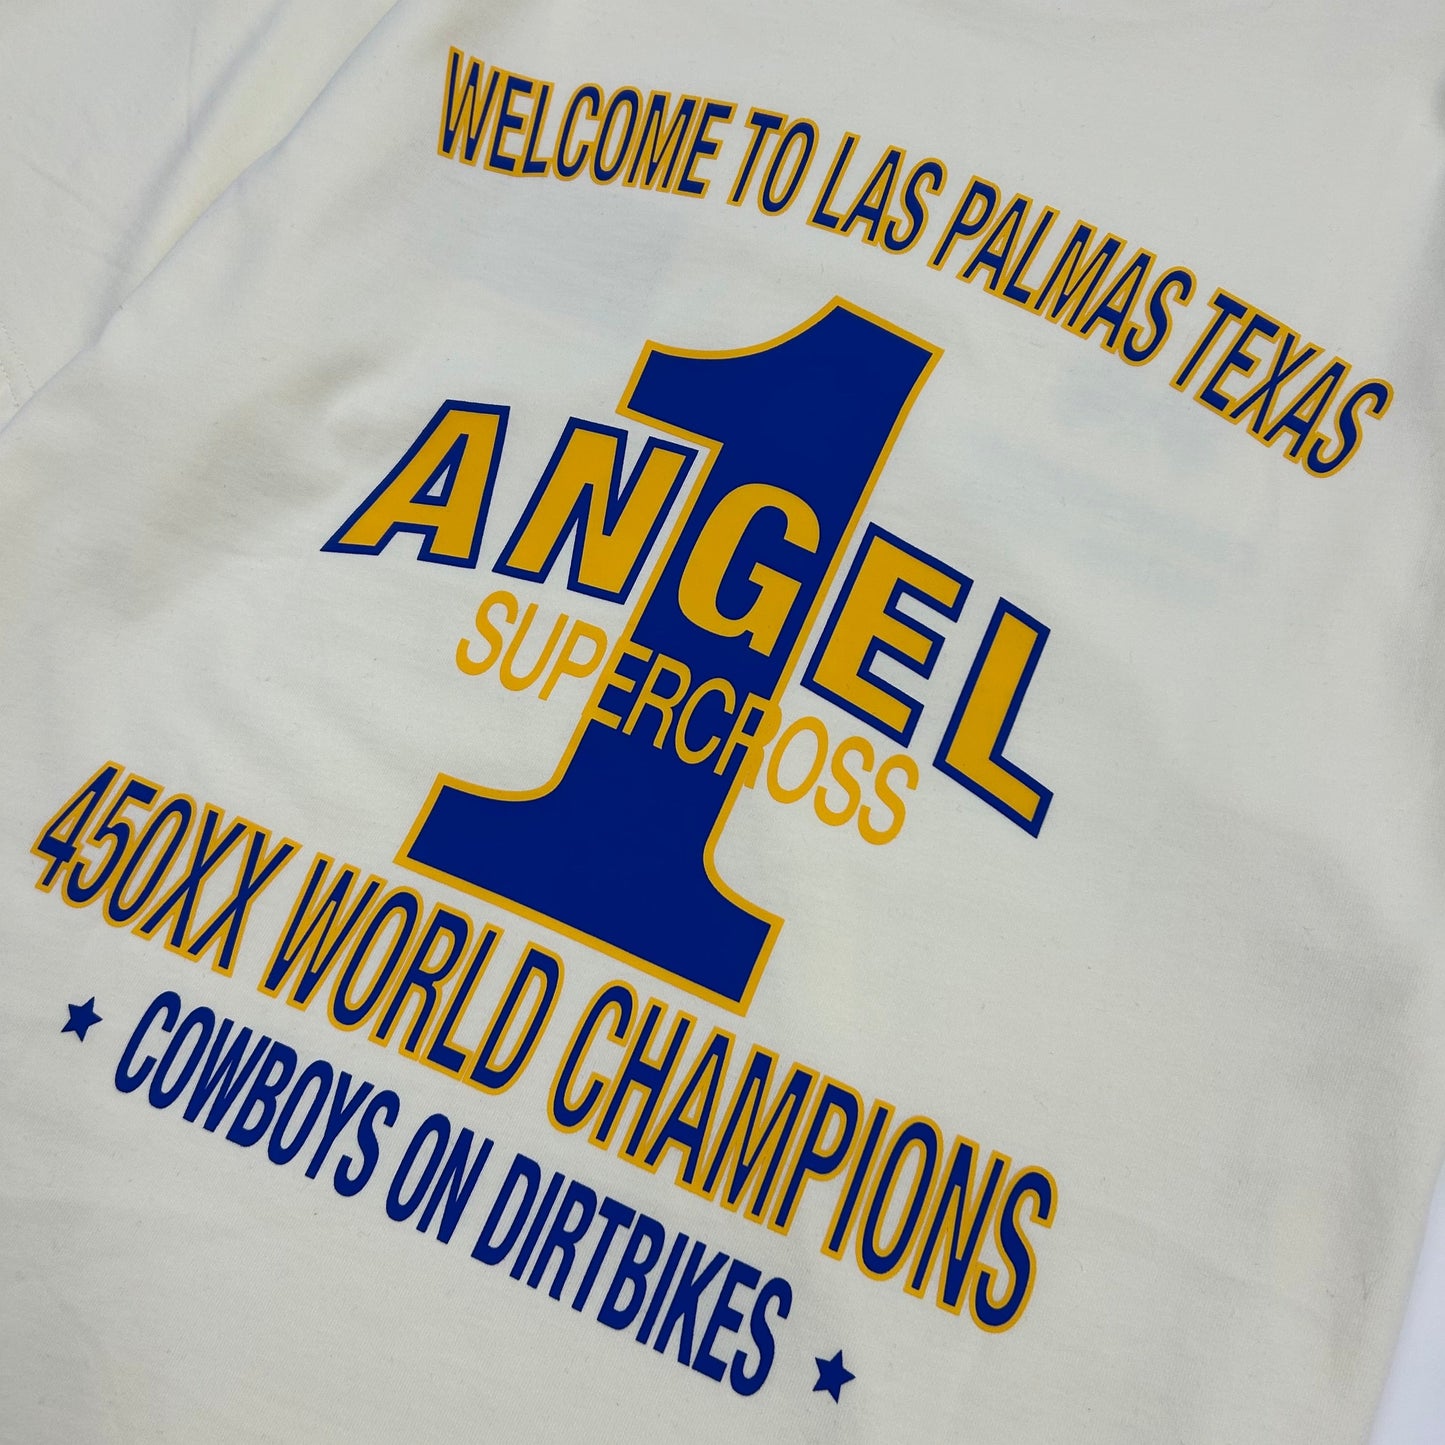 WELCOME TO LAS PALMAS TEXAS
1
ANGEL
SUPERCROSS
450XX WORLD CHAMPIONS
★ COWBOYS ON DIRTBIKES ★